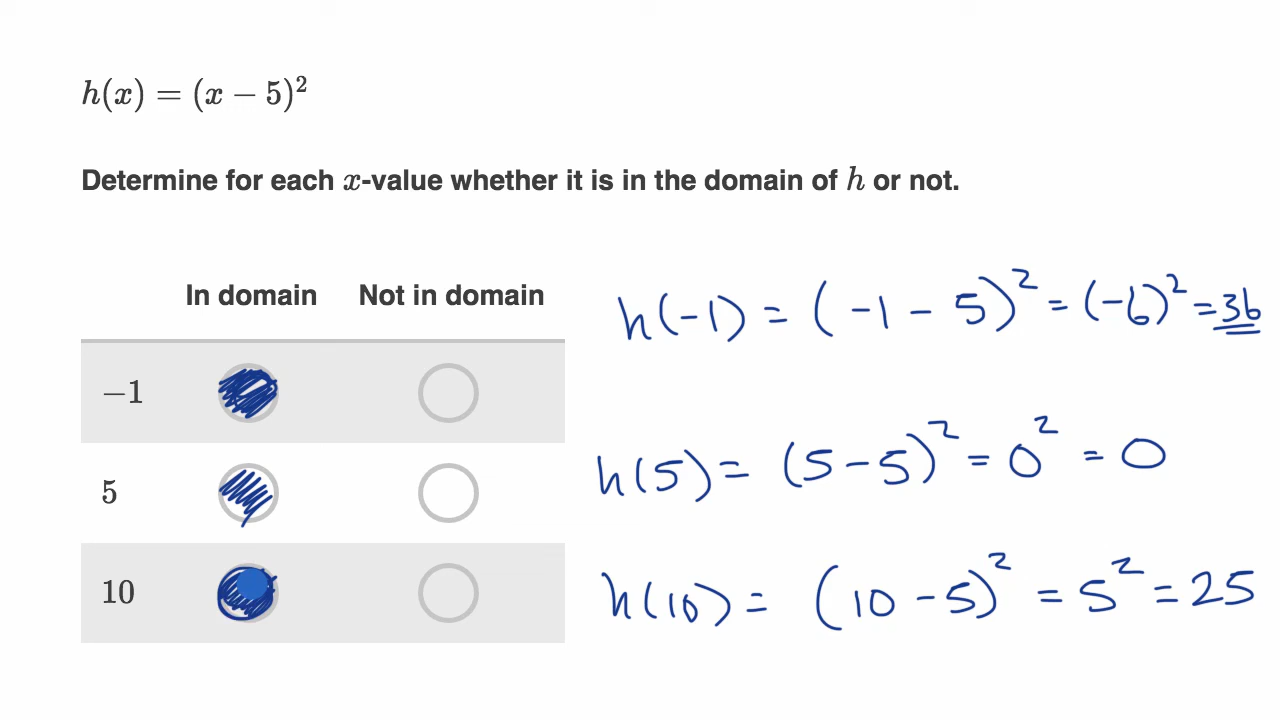 h(x) = (x − 5)²
Determine for each x-value whether it is in the domain of h or not.
In domain Not in domain
−1
5
10
h(-1) = (-1 - 5)² = (-6)² = 36
h(5) = (5-5)² = 0² = 0
h(10) = (10-5)² = 5² = 25